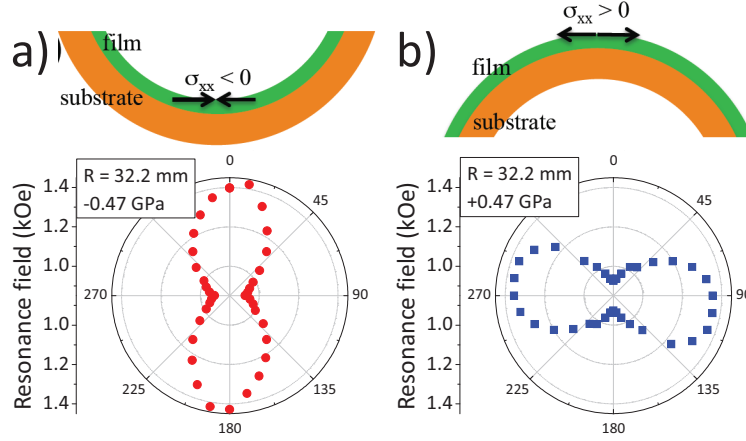 a)
film
σxx < 0
substrate
R = 32.2 mm
-0.47 GPa
Resonance field (kOe)
1.4
1.2
1.0
1.0
1.2
1.4
0
45
90
135
180
225
270
b)
σxx > 0
film
substrate
R = 32.2 mm
+0.47 GPa
Resonance field (kOe)
1.4
1.2
1.0
1.0
1.2
1.4
0
45
90
135
180
225
270